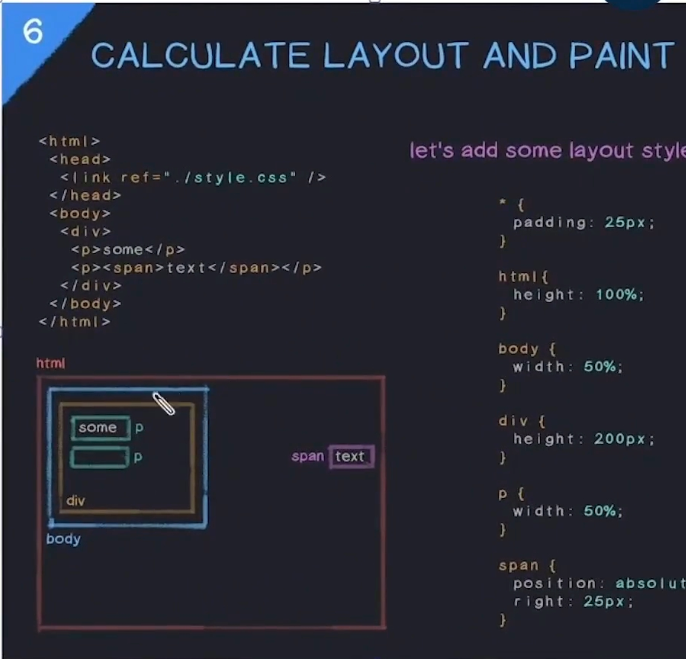 6
CALCULATE LAYOUT AND PAINT
<html>
<head>
<link ref="./style.css" />
</head>
<body>
<div>
<p>some</p>
<p><span>text</span></p>
</div>
</body>
</html>
let's add some layout style
* {
padding: 25px;
}
html{
height: 100%;
}
body {
width: 50%;
}
div {
height: 200px;
}
p {
width: 50%;
}
span {
position: absolut
right: 25px;
}
html
some p
p
span text
div
body